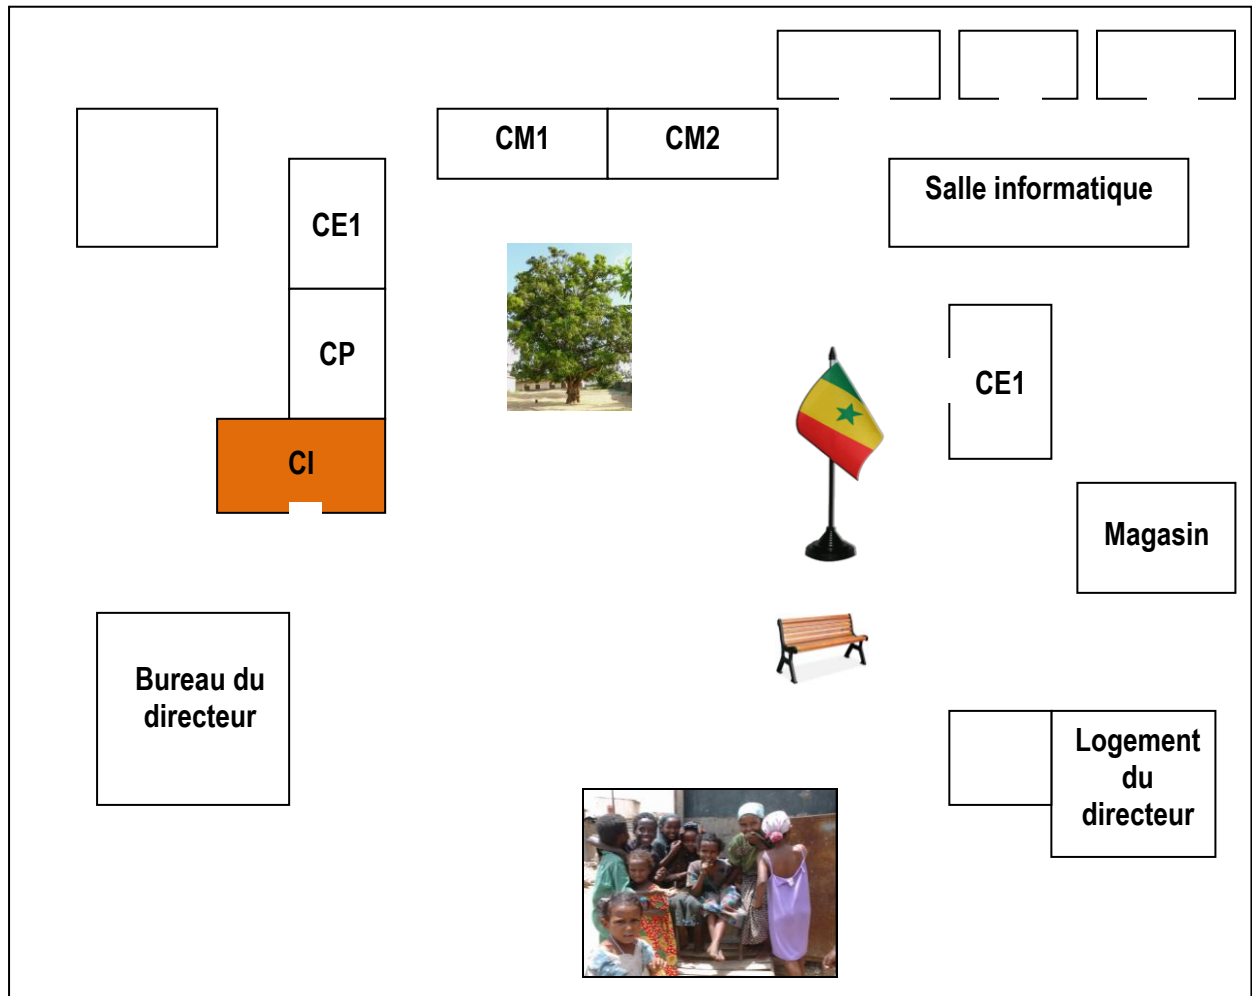 CM1
CM2
Salle informatique
CE1
CP
CE1
CI
Magasin
Bureau du
directeur
Logement
du
directeur